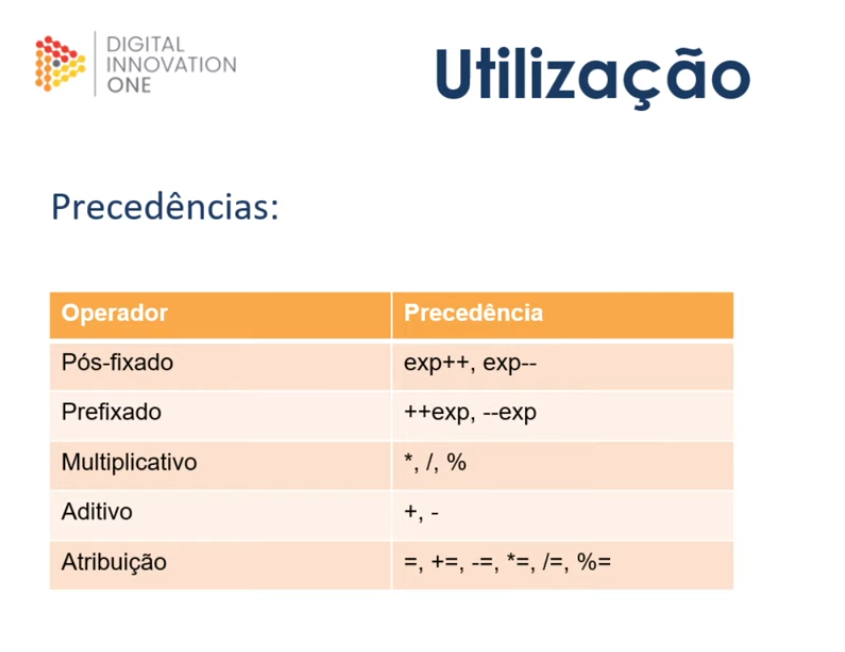 DIGITAL
INNOVATION
ONE
Utilização
Precedências:
Operador Precedência
Pós-fixado exp++, exp--
Prefixado ++exp, --exp
Multiplicativo *, /, %
Aditivo +, -
Atribuição =, +=, -=, *=, /=, %=